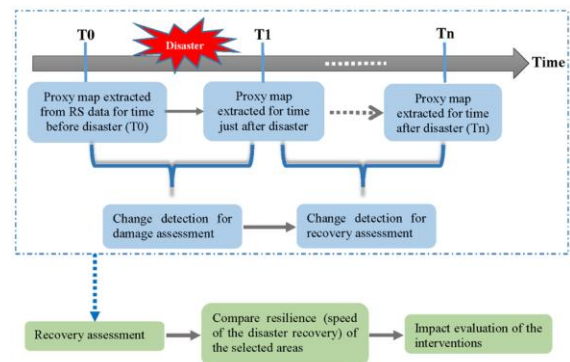 T0
Disaster
T1
Tn
Time
Proxy map extracted
from RS data for time
before disaster (T0)
Proxy map
extracted for time
just after disaster
Proxy map
extracted for time
after disaster (Tn)
Change detection for
damage assessment
Change detection for
recovery assessment
Recovery assessment
Compare resilience (speed
of the disaster recovery) of
the selected areas
Impact evaluation of the
interventions